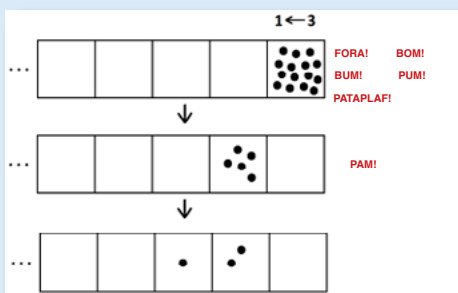 1←3
FORA! BOM!
BUM! PUM!
PATAPLAF!
...
PAM!
...
...